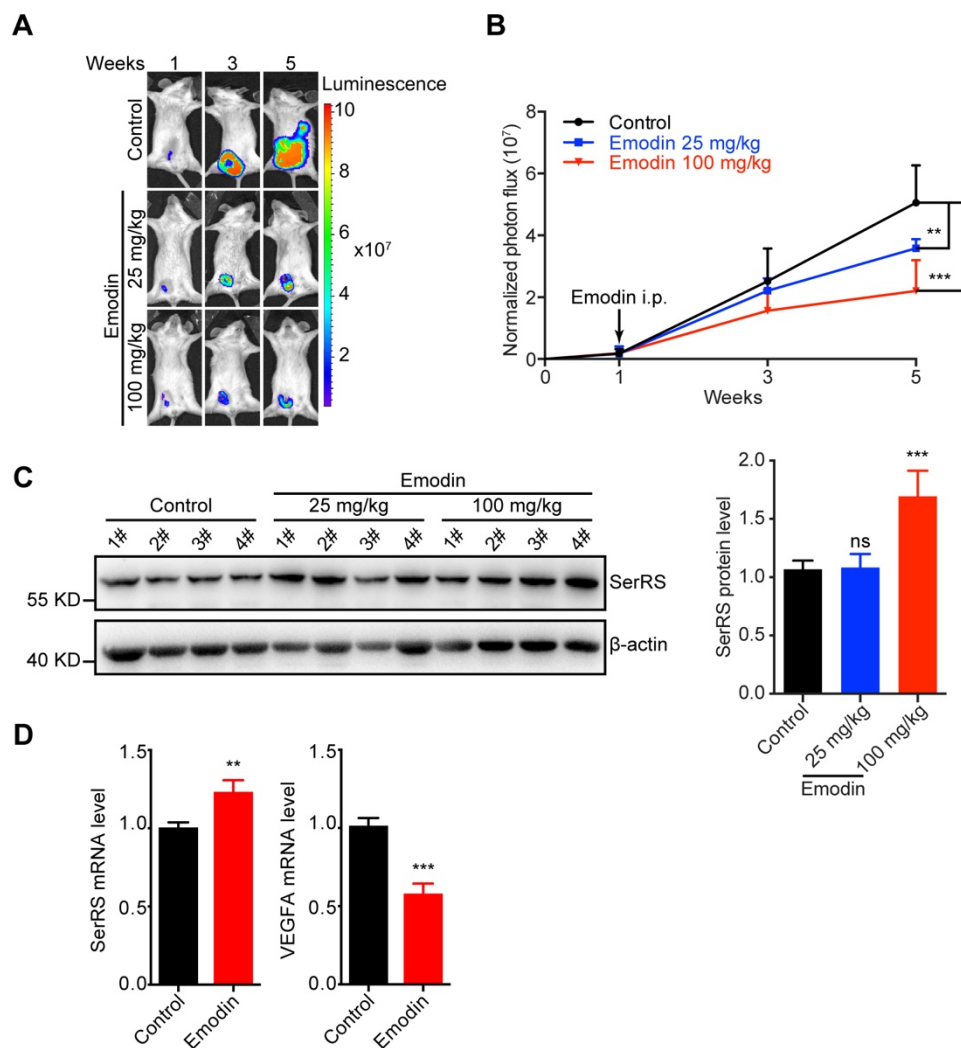 A
Weeks 1 3 5
Luminescence
Control
Emodin
25 mg/kg
100 mg/kg
10
8
6
4
2
x10⁷
B
Normalized photon flux (10⁷)
8
6
4
2
0
Control
Emodin 25 mg/kg
Emodin 100 mg/kg
Emodin i.p.
**
***
0 1 3 5
Weeks
C
Emodin
Control 25 mg/kg 100 mg/kg
1# 2# 3# 4# 1# 2# 3# 4# 1# 2# 3# 4#
SerRS
55 KD
β-actin
40 KD
SerRS protein level
2.0
1.5
1.0
0.5
0.0
ns
***
Control
25 mg/kg
100 mg/kg
Emodin
D
SerRS mRNA level
1.5
1.0
0.5
0.0
**
Control
Emodin
VEGFA mRNA level
1.5
1.0
0.5
0.0
***
Control
Emodin